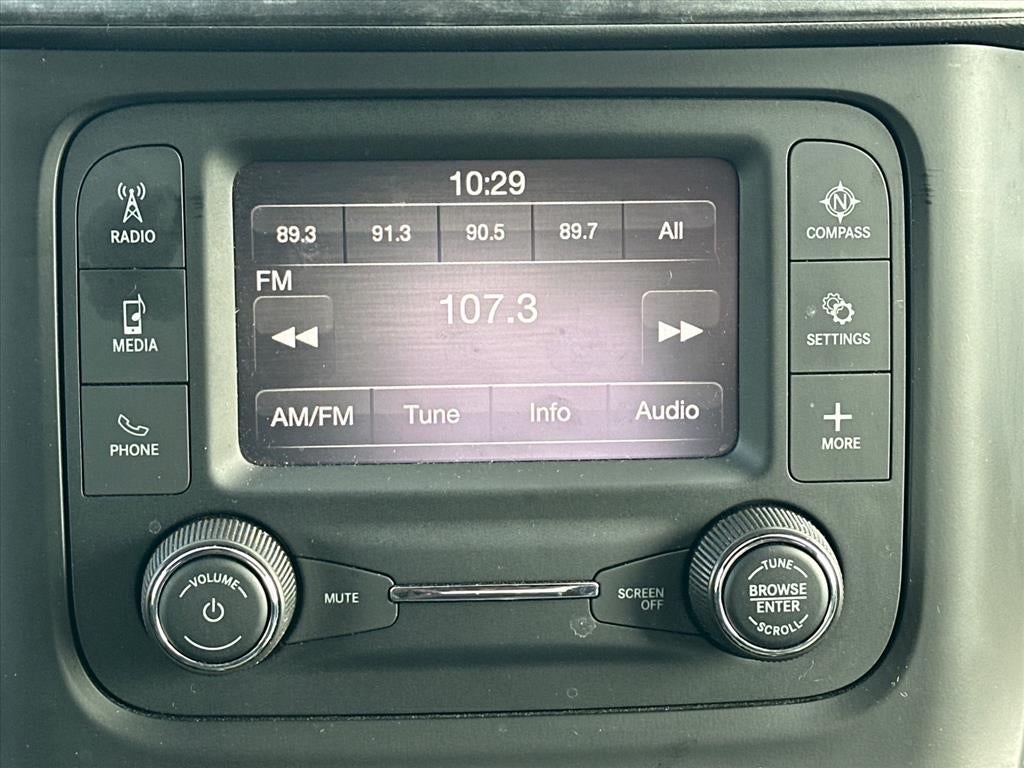 10:29
89.3 91.3 90.5 89.7 All
FM
107.3
AM/FM Tune Info Audio
RADIO
MEDIA
PHONE
N
COMPASS
SETTINGS
MORE
VOLUME
MUTE
SCREEN
OFF
TUNE
BROWSE
ENTER
SCROLL